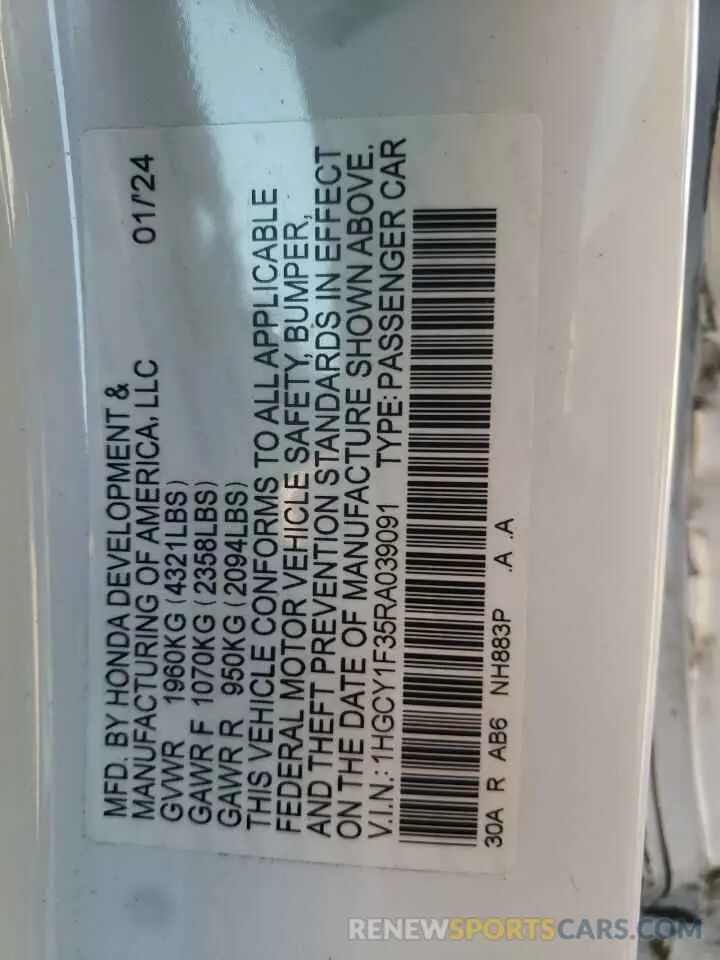 MFD. BY HONDA DEVELOPMENT &
MANUFACTURING OF AMERICA, LLC 01/'24
GVWR 1960KG (4321LBS)
GAWR F 1070KG (2358LBS)
GAWR R 950KG (2094LBS)
THIS VEHICLE CONFORMS TO ALL APPLICABLE
FEDERAL MOTOR VEHICLE SAFETY, BUMPER,
AND THEFT PREVENTION STANDARDS IN EFFECT
ON THE DATE OF MANUFACTURE SHOWN ABOVE.
V.I.N.: 1HGCY1F35RA039091 TYPE: PASSENGER CAR
30A R AB6 NH883P .A .A
RENEWSPORTSCARS.COM